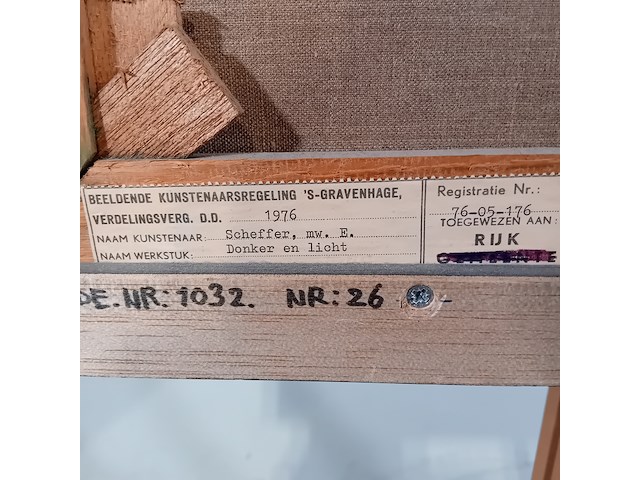 BEELDENDE KUNSTENAARSREGELING 'S-GRAVENHAGE,
VERDELINGSVERG. D.D. 1976
NAAM KUNSTENAAR: Scheffer, mw. E.
NAAM WERKSTUK: Donker en licht
Registratie Nr.:
76-05-176
TOEGEWEZEN AAN:
RIJK
GEMEENTE
DE.NR:1032. NR:26